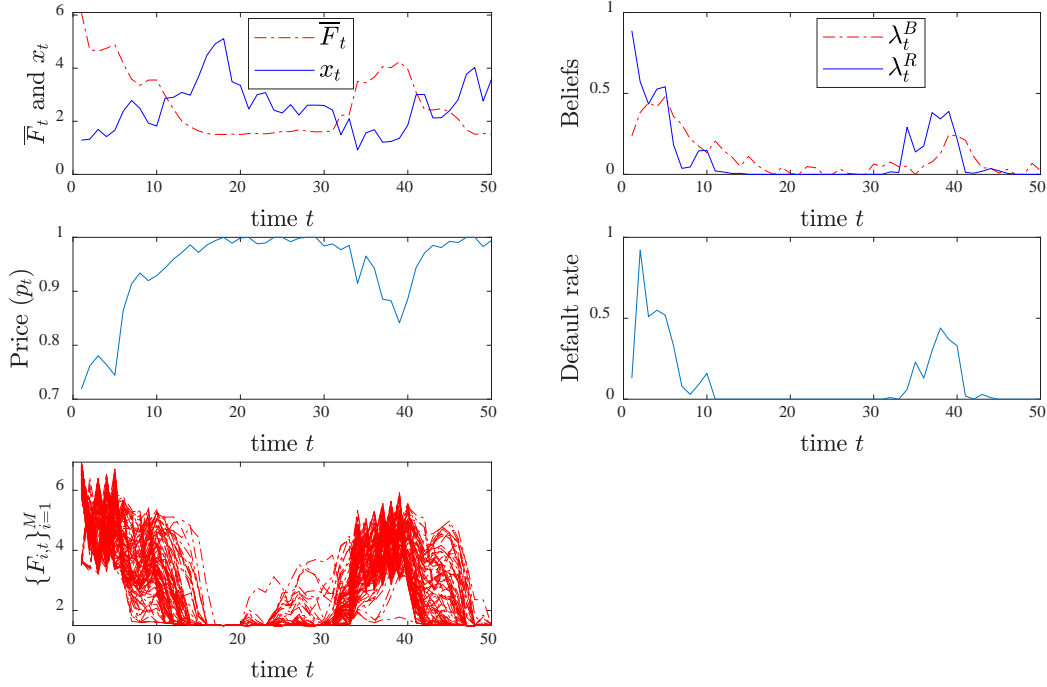 6
4
2
0
F̅_t and x_t
F̅_t
x_t
0 10 20 30 40 50
time t
1
0.5
0
Beliefs
λ_t^B
λ_t^R
0 10 20 30 40 50
time t
1
0.9
0.8
0.7
Price (p_t)
0 10 20 30 40 50
time t
1
0.5
0
Default rate
0 10 20 30 40 50
time t
6
4
2
{F_{i,t}}_{i=1}^M
0 10 20 30 40 50
time t